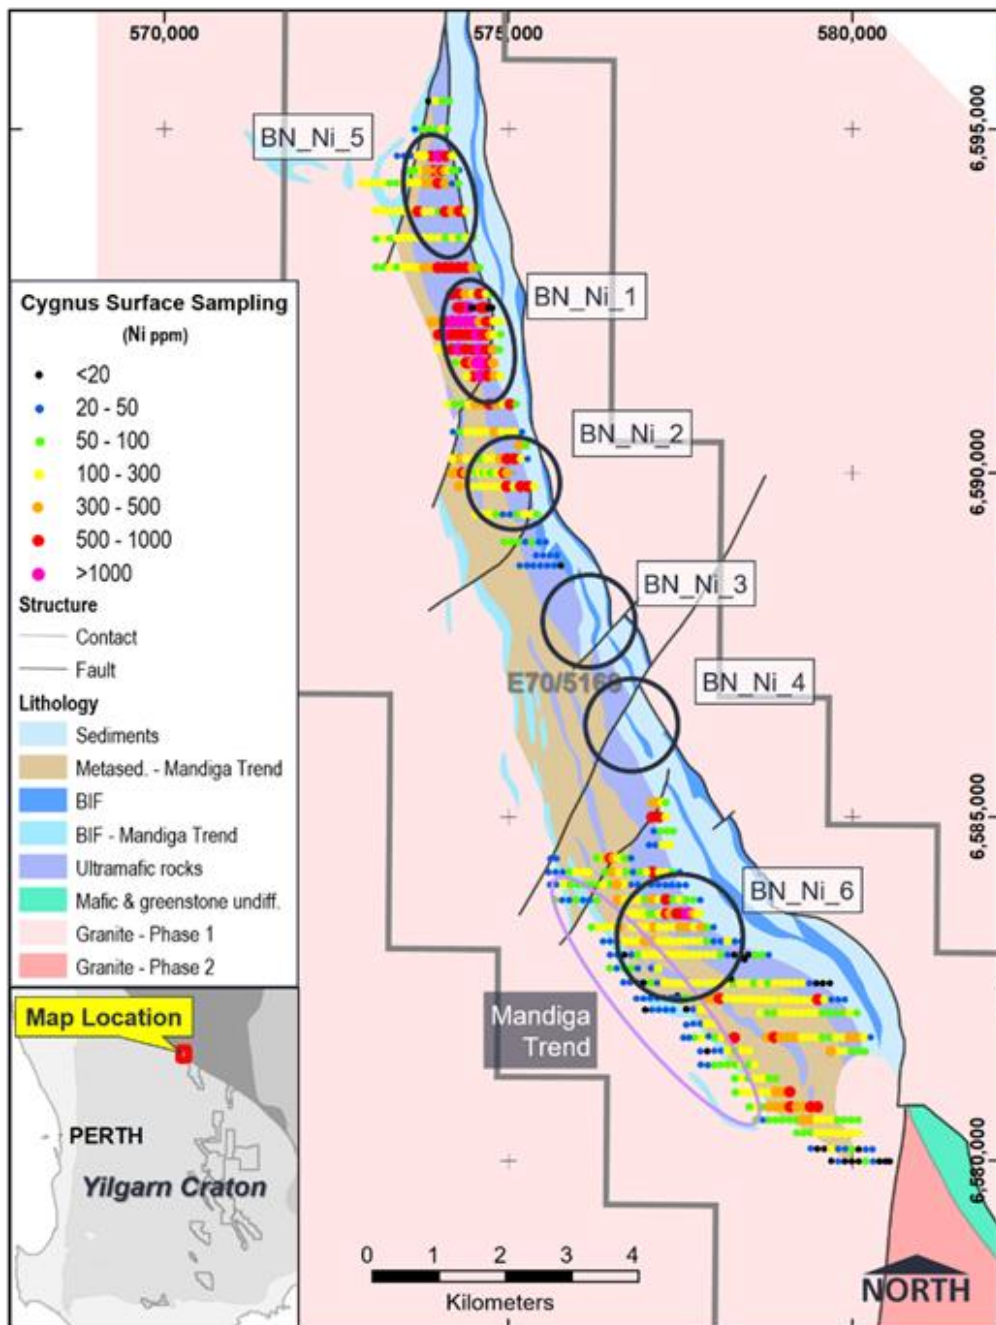 570,000
575,000
580,000
6,595,000
BN_Ni_5
BN_Ni_1
BN_Ni_2
6,590,000
BN_Ni_3
E70/5169
BN_Ni_4
6,585,000
BN_Ni_6
Mandiga
Trend
6,580,000
Cygnus Surface Sampling
(Ni ppm)
<20
20 - 50
50 - 100
100 - 300
300 - 500
500 - 1000
>1000
Structure
Contact
Fault
Lithology
Sediments
Metased. - Mandiga Trend
BIF
BIF - Mandiga Trend
Ultramafic rocks
Mafic & greenstone undiff.
Granite - Phase 1
Granite - Phase 2
Map Location
PERTH
Yilgarn Craton
0 1 2 3 4
Kilometers
NORTH